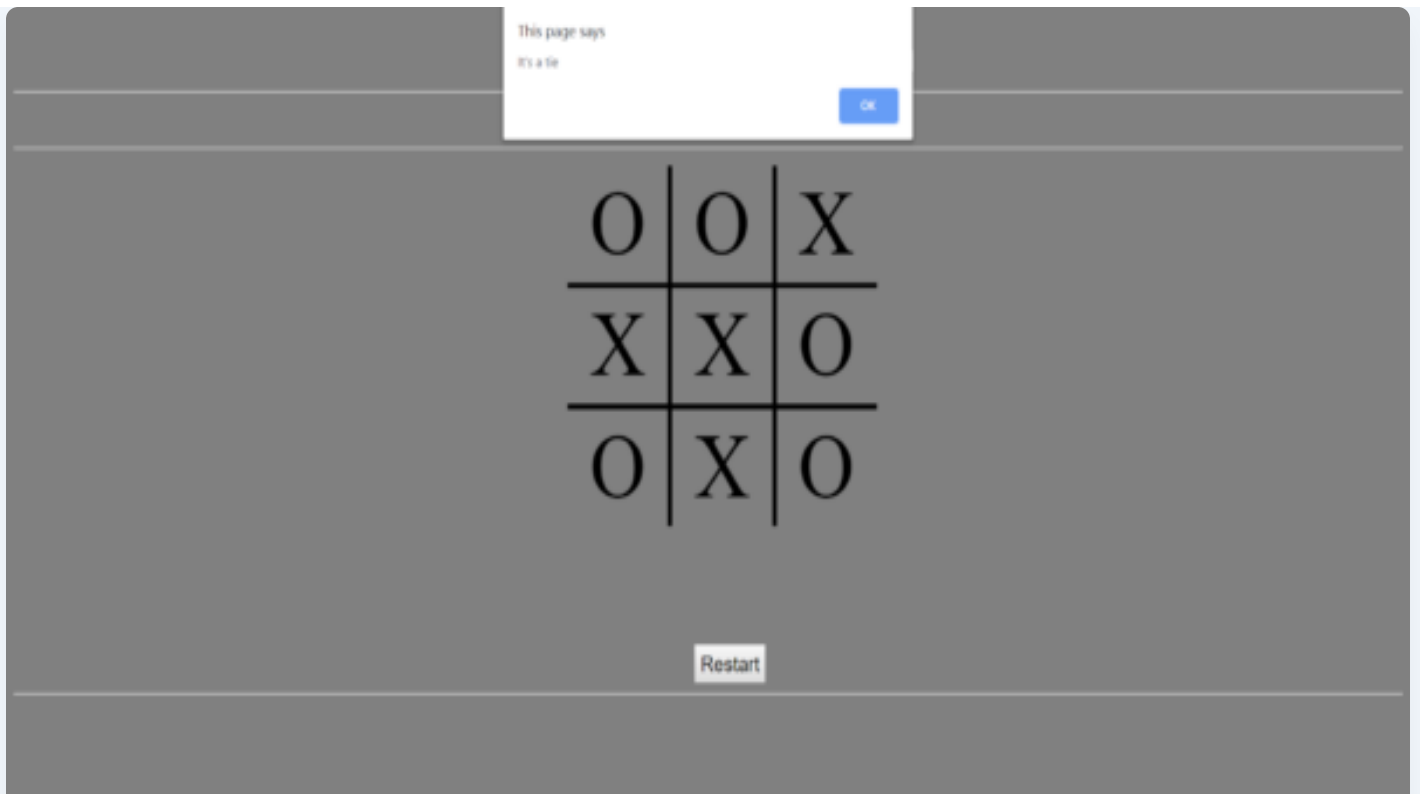 This page says
It's a tie
OK
O O X
X X O
O X O
Restart